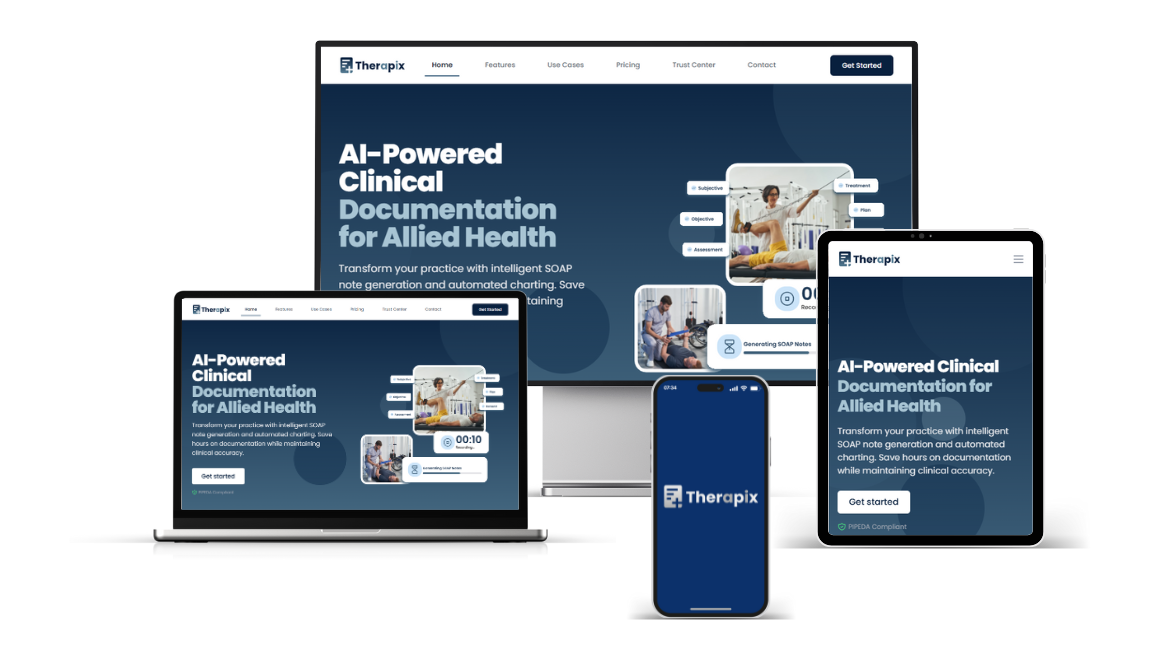 Therapix
Home
Features
Use Cases
Pricing
Trust Center
Contact
Get Started
AI-Powered
Clinical
Documentation
for Allied Health
Transform your practice with intelligent SOAP
note generation and automated charting. Save
taining
Subjective
Objective
Assessment
Treatment
Plan
00
Reco
Generating SOAP Notes
Therapix
Home
Features
Use Cases
Pricing
Trust Center
Contact
Get Started
AI-Powered
Clinical
Documentation
for Allied Health
Transform your practice with intelligent SOAP
note generation and automated charting. Save
hours on documentation while maintaining
clinical accuracy.
Get started
PIPEDA Compliant
Subjective
Objective
Assessment
Treatment
Plan
00:10
Recording...
Generating SOAP Notes
07:34
Therapix
Therapix
AI-Powered Clinical
Documentation for
Allied Health
Transform your practice with intelligent
SOAP note generation and automated
charting. Save hours on documentation
while maintaining clinical accuracy.
Get started
PIPEDA Compliant